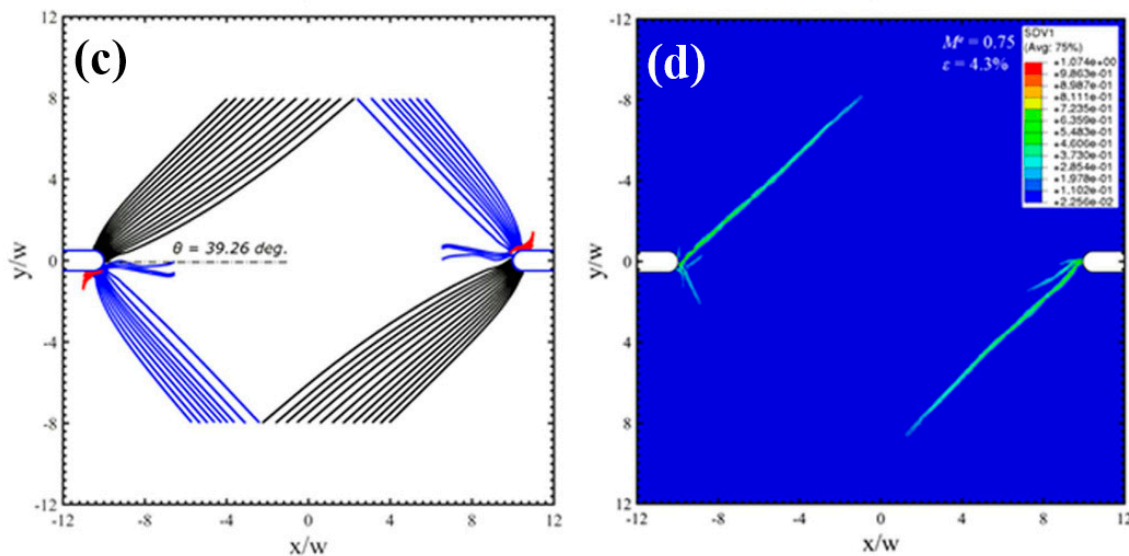 (c)
12
8
4
0
-4
-8
-12
y/w
θ = 39.26 deg.
-12 -8 -4 0 4 8 12
x/w
(d)
-12
-8
-4
0
4
8
12
y/w
M^e = 0.75
ε = 4.3%
SDV1
(Avg: 75%)
+1.074e+00
+9.863e-01
+8.987e-01
+8.111e-01
+7.235e-01
+6.359e-01
+5.483e-01
+4.606e-01
+3.730e-01
+2.854e-01
+1.978e-01
+1.102e-01
+2.256e-02
-12 -8 -4 0 4 8 12
x/w